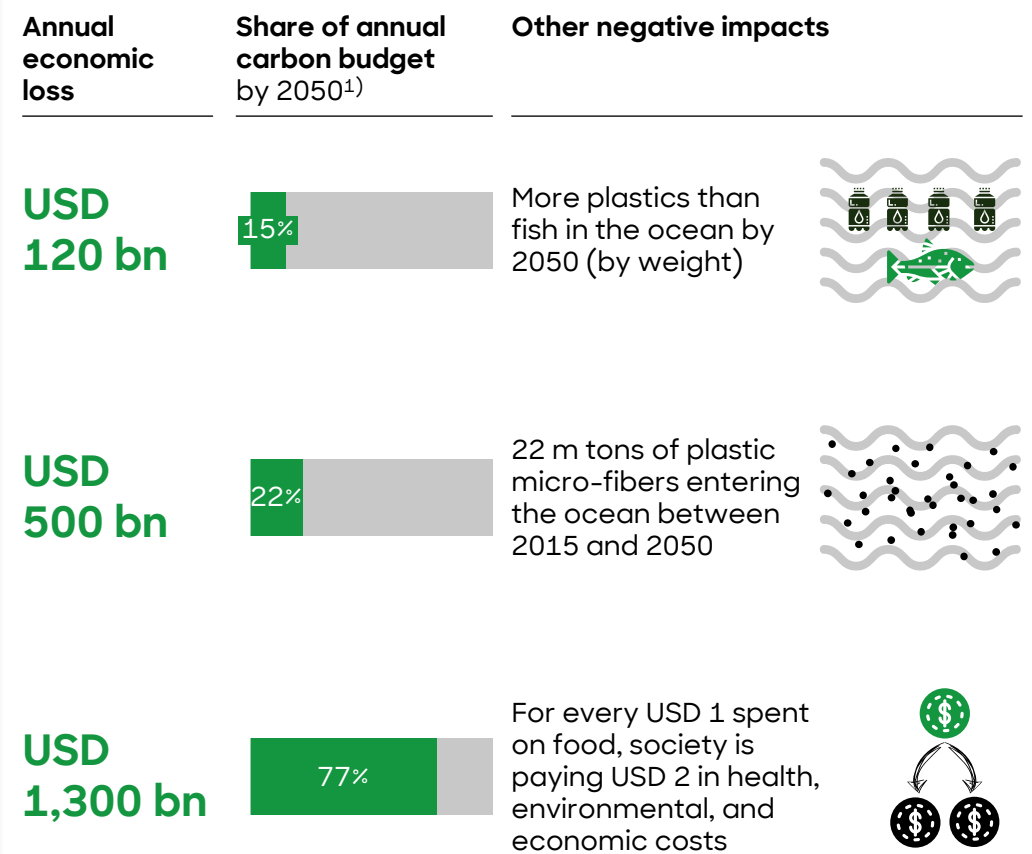 Annual
economic
loss
Share of annual
carbon budget
by 2050¹⁾
Other negative impacts
USD
120 bn
15%
More plastics than
fish in the ocean by
2050 (by weight)
USD
500 bn
22%
22 m tons of plastic
micro-fibers entering
the ocean between
2015 and 2050
USD
1,300 bn
77%
For every USD 1 spent
on food, society is
paying USD 2 in health,
environmental, and
economic costs
$
$
$